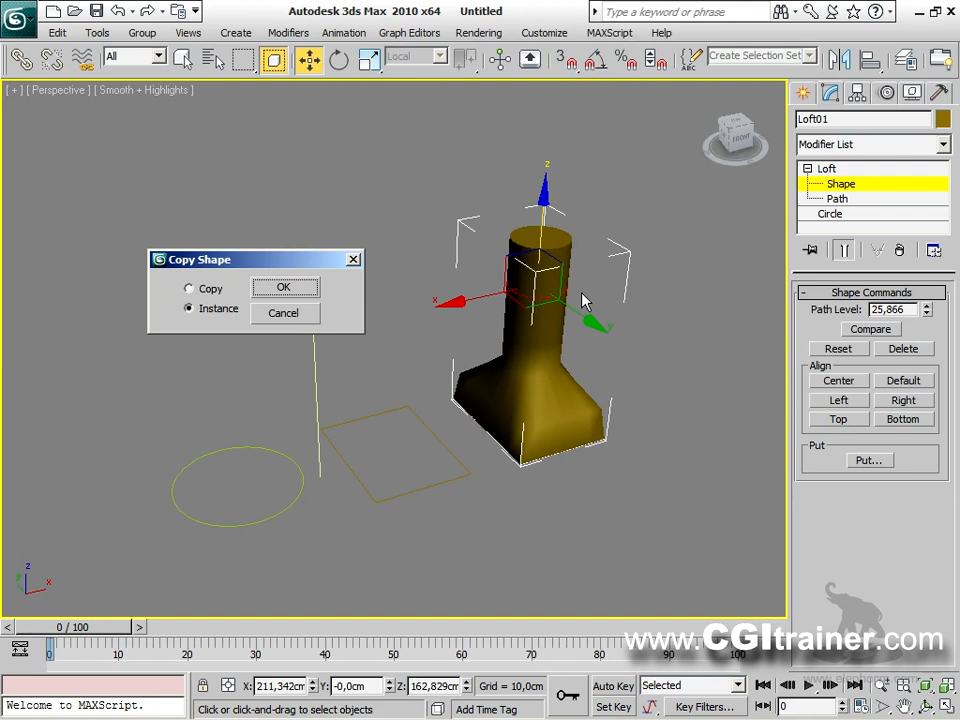 Autodesk 3ds Max 2010 x64 Untitled
Type a keyword or phrase
Edit Tools Group Views Create Modifiers Animation Graph Editors Rendering Customize MAXScript Help
All
Local
3
Create Selection Set
[ + ] [ Perspective ] [ Smooth + Highlights ]
FRONT
Loft01
Modifier List
Loft
Shape
Path
Circle
z
x
y
Copy Shape
Copy
OK
Instance
Cancel
Shape Commands
Path Level: 25,866
Compare
Reset Delete
Align
Center Default
Left Right
Top Bottom
Put
Put...
z
y
x
www.CGItrainer.com
< 0 / 100 >
0 10 20 30 40 50 60 70 80 90 100
X: 211,342cm Y: -0,0cm Z: 162,829cm Grid = 10,0cm
Auto Key Selected
Welcome to MAXScript.
Click or click-and-drag to select objects
Add Time Tag
Set Key Key Filters...
0